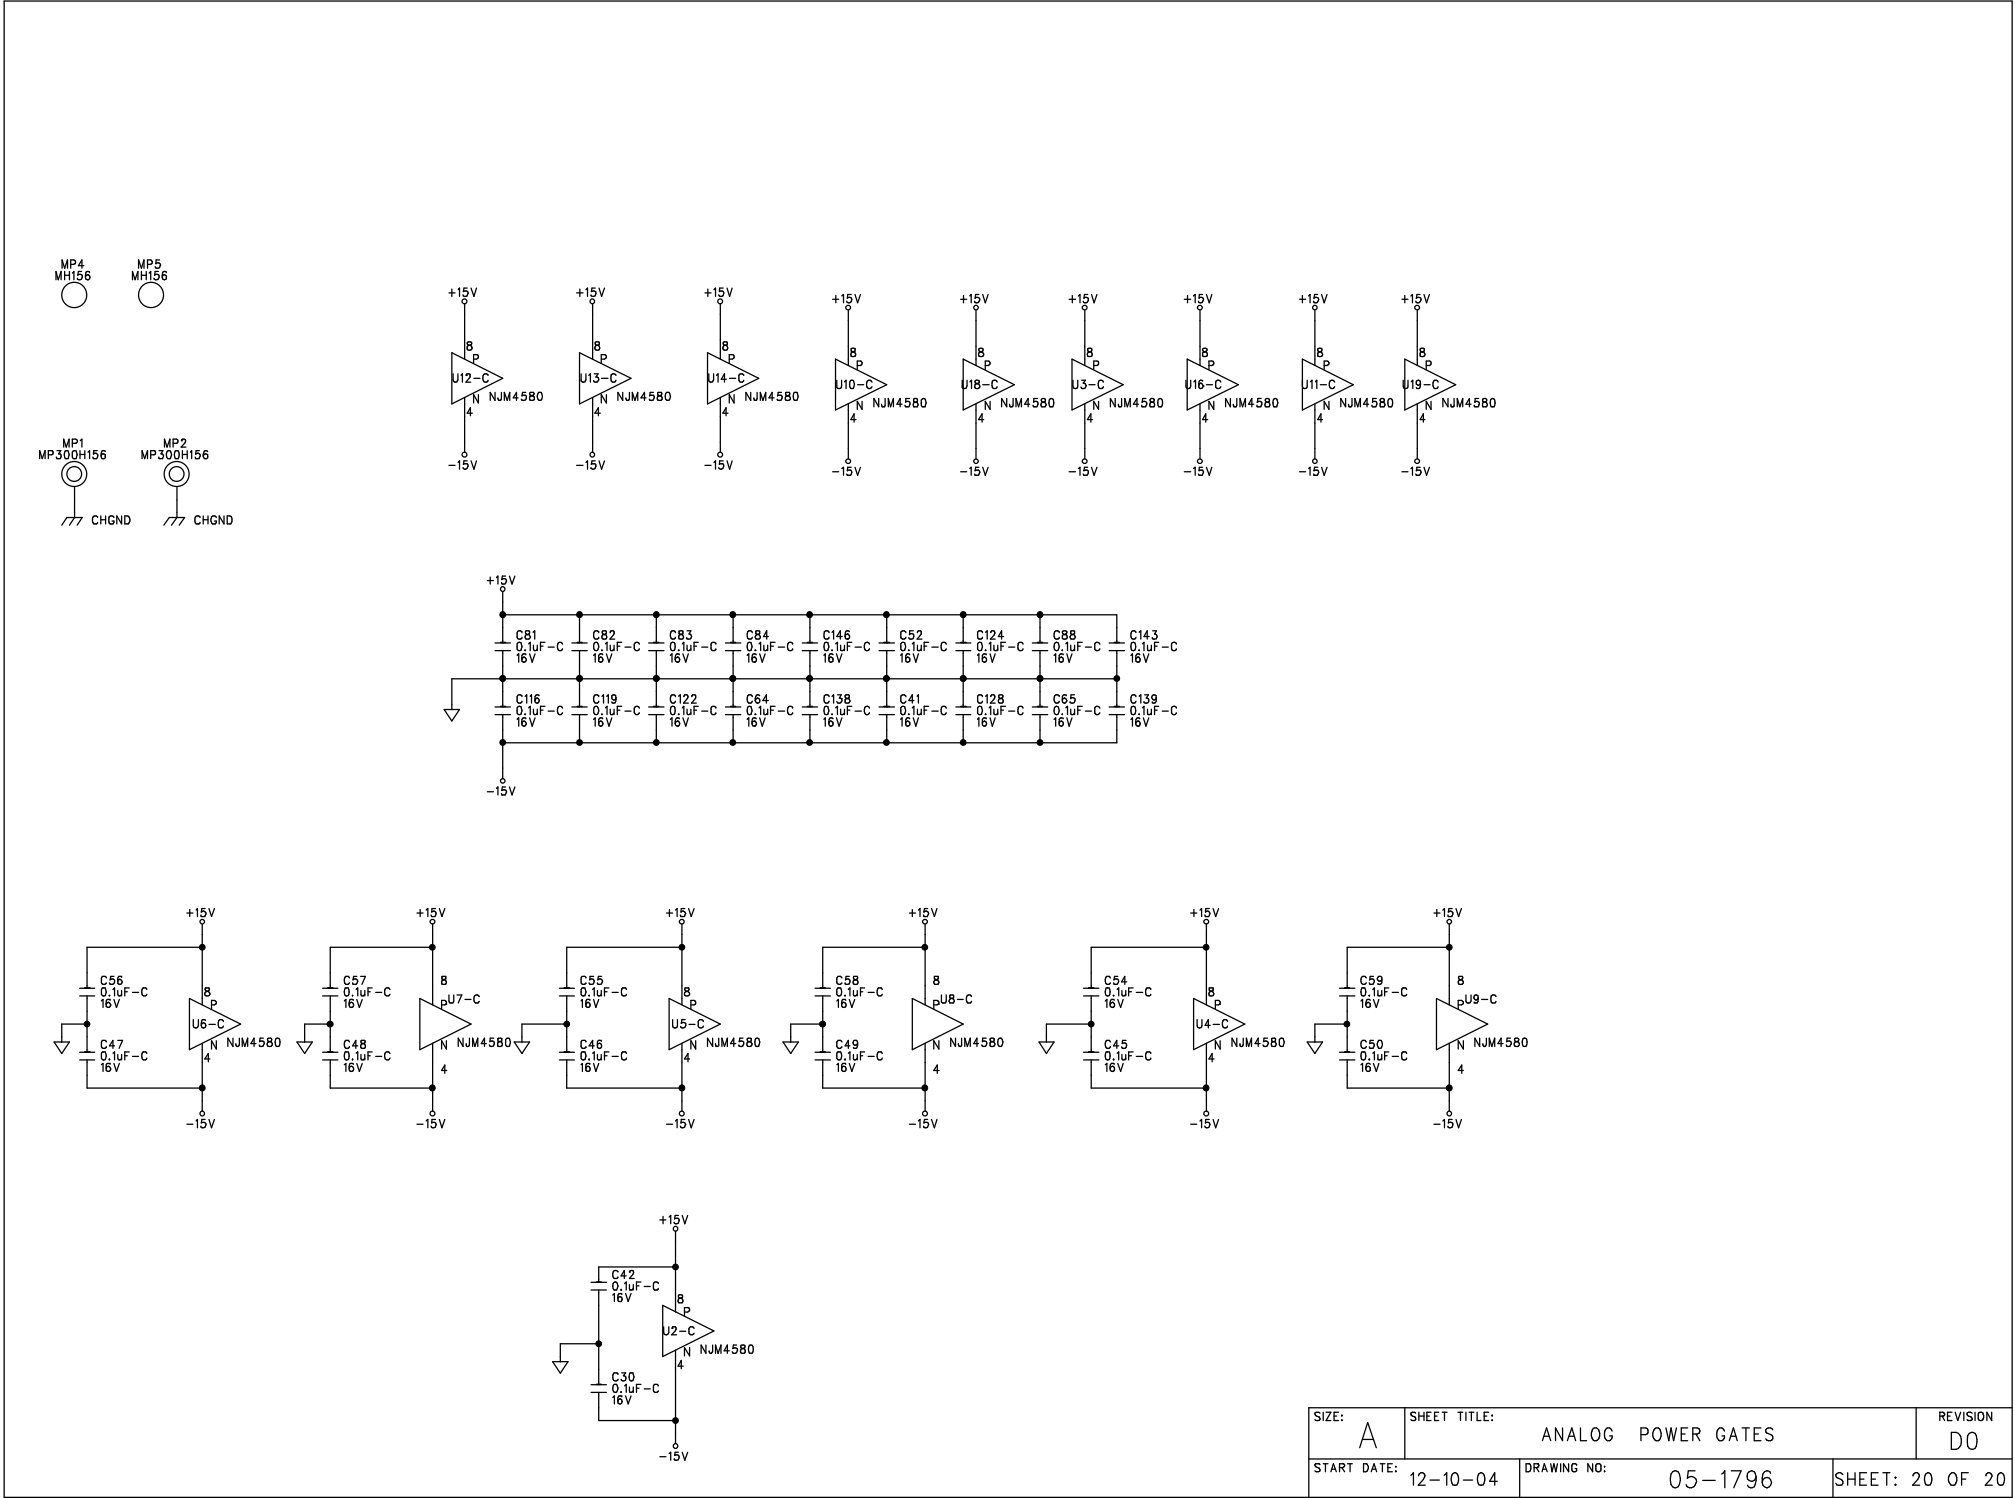 MP4
MH156
MP5
MH156
MP1
MP300H156
CHGND
MP2
MP300H156
CHGND
+15V
8
P
U12-C
N
NJM4580
4
-15V
+15V
8
P
U13-C
N
NJM4580
4
-15V
+15V
8
P
U14-C
N
NJM4580
4
-15V
+15V
8
P
U10-C
N
NJM4580
4
-15V
+15V
8
P
U18-C
N
NJM4580
4
-15V
+15V
8
P
U3-C
N
NJM4580
4
-15V
+15V
8
P
U16-C
N
NJM4580
4
-15V
+15V
8
P
U11-C
N
NJM4580
4
-15V
+15V
8
P
U19-C
N
NJM4580
4
-15V
+15V
C81
0.1uF-C
16V
C82
0.1uF-C
16V
C83
0.1uF-C
16V
C84
0.1uF-C
16V
C146
0.1uF-C
16V
C52
0.1uF-C
16V
C124
0.1uF-C
16V
C88
0.1uF-C
16V
C143
0.1uF-C
16V
C116
0.1uF-C
16V
C119
0.1uF-C
16V
C122
0.1uF-C
16V
C64
0.1uF-C
16V
C138
0.1uF-C
16V
C41
0.1uF-C
16V
C128
0.1uF-C
16V
C65
0.1uF-C
16V
C139
0.1uF-C
16V
-15V
+15V
C56
0.1uF-C
16V
8
P
U6-C
N
NJM4580
C47
0.1uF-C
16V
4
-15V
+15V
C57
0.1uF-C
16V
8
P
U7-C
N
NJM4580
C48
0.1uF-C
16V
4
-15V
+15V
C55
0.1uF-C
16V
8
P
U5-C
N
NJM4580
C46
0.1uF-C
16V
4
-15V
+15V
C58
0.1uF-C
16V
8
P
U8-C
N
NJM4580
C49
0.1uF-C
16V
4
-15V
+15V
C54
0.1uF-C
16V
8
P
U4-C
N
NJM4580
C45
0.1uF-C
16V
4
-15V
+15V
C59
0.1uF-C
16V
8
P
U9-C
N
NJM4580
C50
0.1uF-C
16V
4
-15V
+15V
C42
0.1uF-C
16V
8
P
U2-C
N
NJM4580
4
C30
0.1uF-C
16V
-15V
SIZE:
A
SHEET TITLE:
ANALOG POWER GATES
REVISION
D0
START DATE:
12-10-04
DRAWING NO:
05-1796
SHEET: 20 OF 20